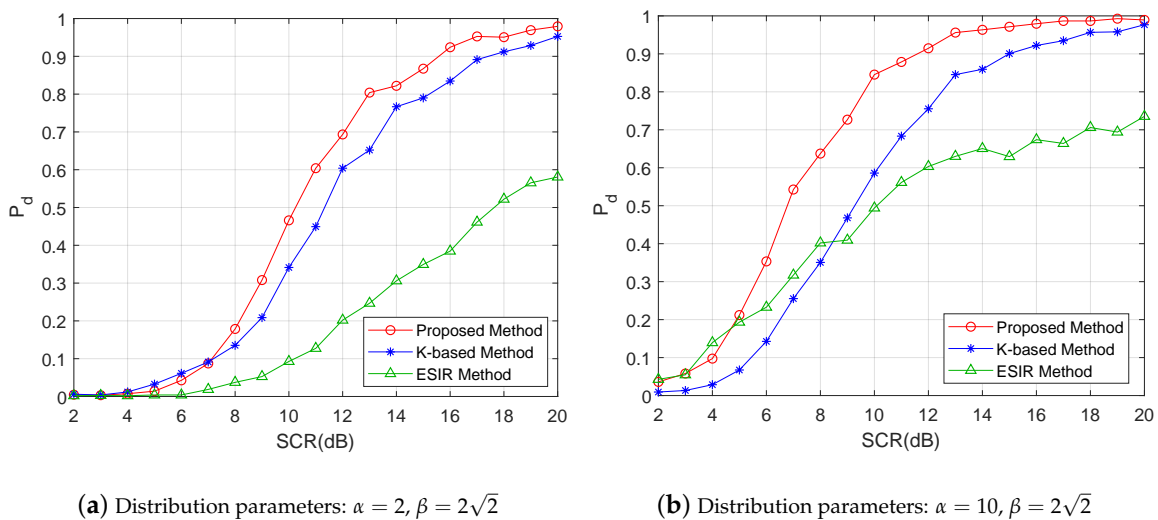 1
0.9
0.8
0.7
0.6
0.5
0.4
0.3
0.2
0.1
0
P_d
2 4 6 8 10 12 14 16 18 20
SCR(dB)
Proposed Method
K-based Method
ESIR Method
(a) Distribution parameters: α = 2, β = 2√2
1
0.9
0.8
0.7
0.6
0.5
0.4
0.3
0.2
0.1
0
P_d
2 4 6 8 10 12 14 16 18 20
SCR(dB)
Proposed Method
K-based Method
ESIR Method
(b) Distribution parameters: α = 10, β = 2√2